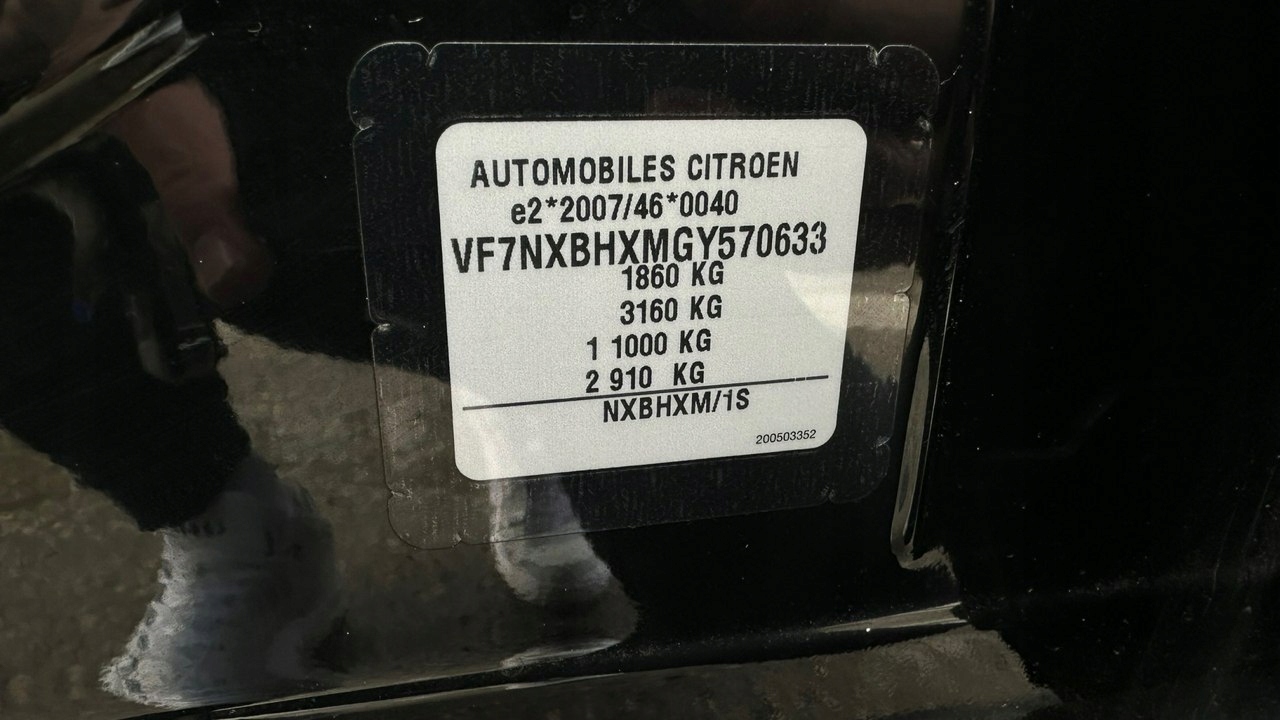 AUTOMOBILES CITROEN
e2*2007/46*0040
VF7NXBHXMGY570633
1860 KG
3160 KG
1 1000 KG
2 910 KG
NXBHXM/1S
200503352